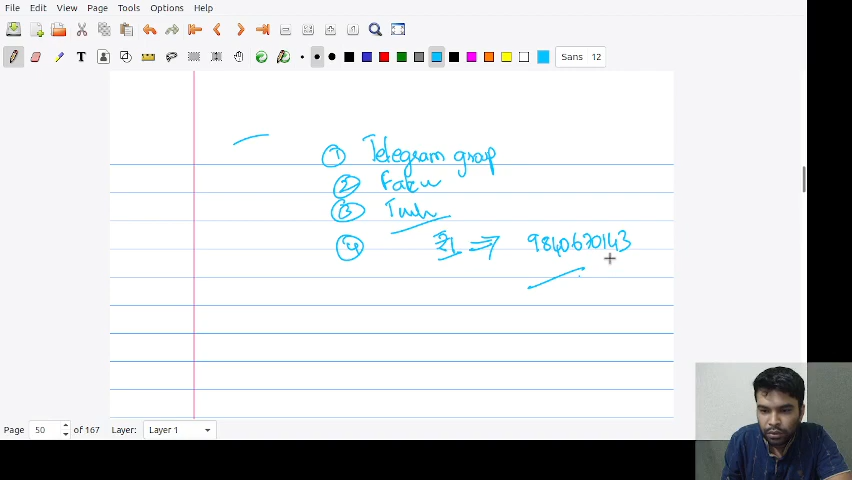 File Edit View Page Tools Options Help
Sans 12
① Telegram group
②
③
④ ⇒ 9840670143
Page 50 of 167 Layer: Layer 1